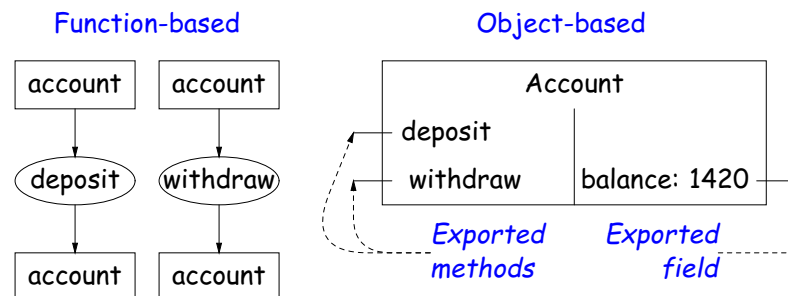 Function-based
account account
deposit withdraw
account account
Object-based
Account
deposit
withdraw balance: 1420
Exported Exported
methods field